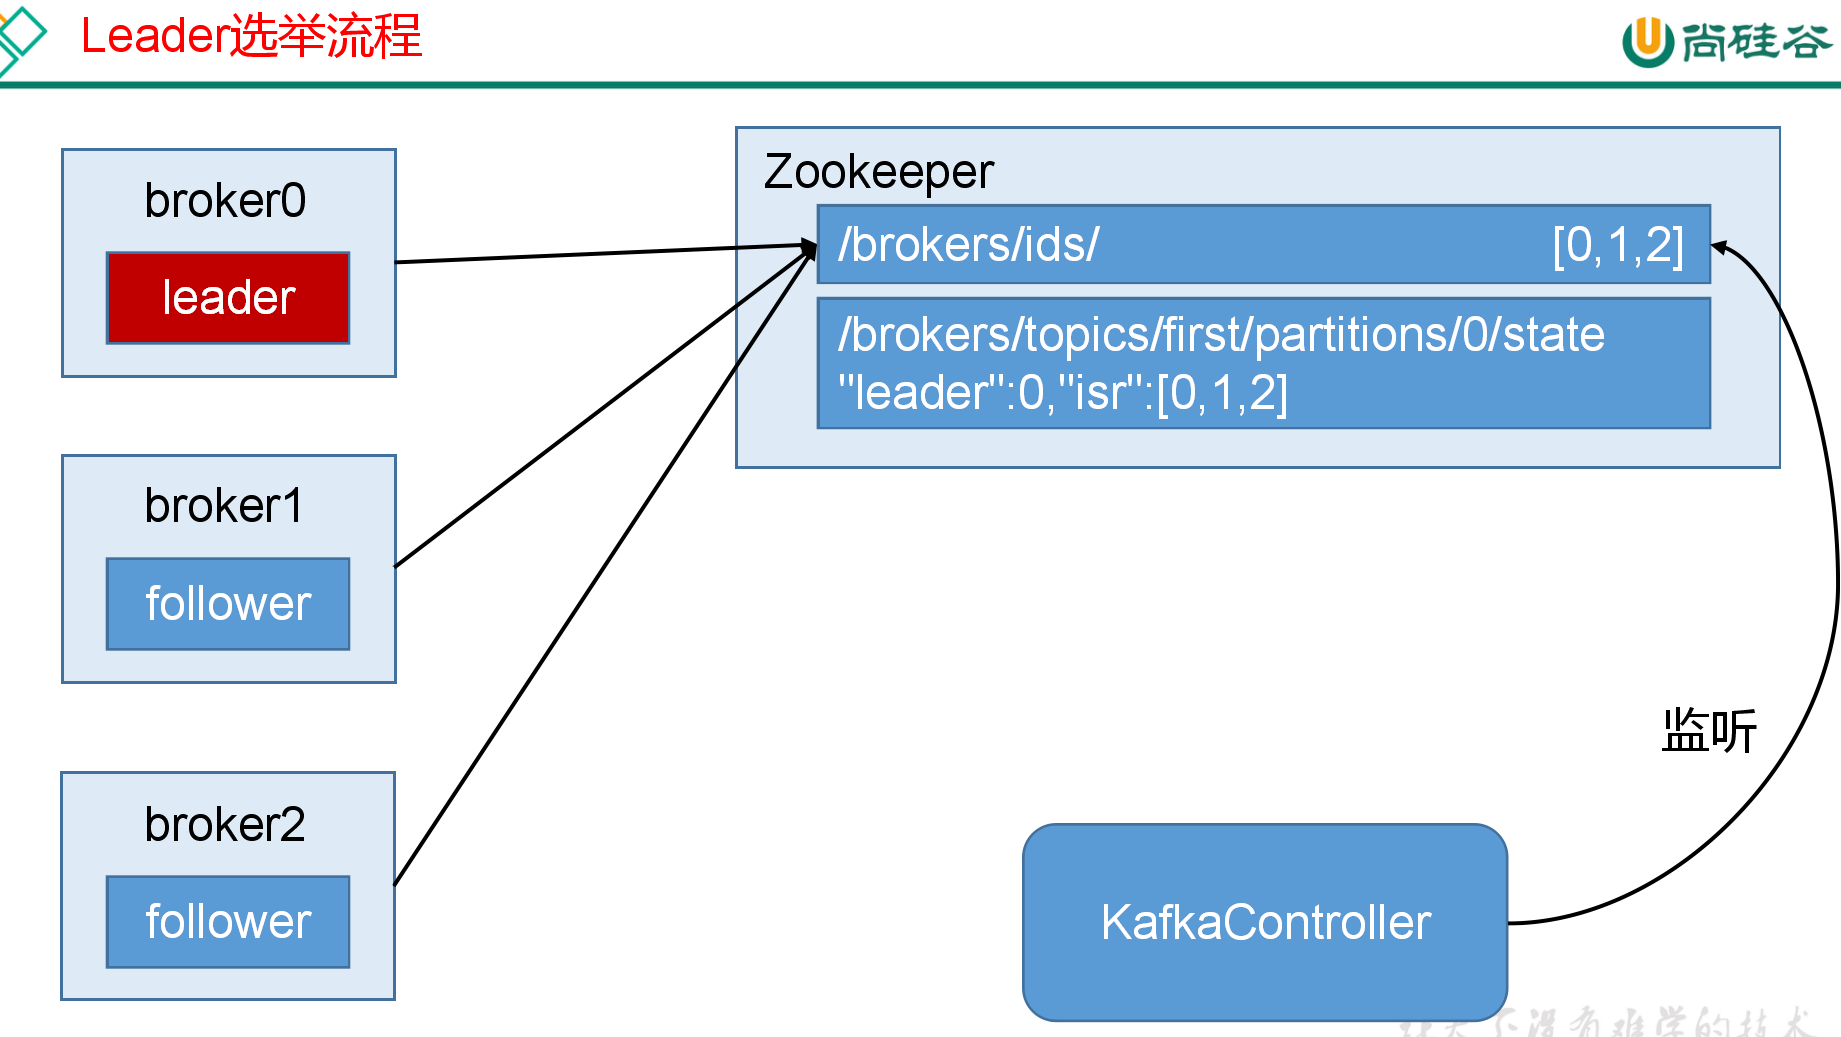 Leader选举流程
尚硅谷
broker0
leader
Zookeeper
/brokers/ids/ [0,1,2]
/brokers/topics/first/partitions/0/state
"leader":0,"isr":[0,1,2]
broker1
follower
监听
broker2
follower
KafkaController
天下没有难学的技术